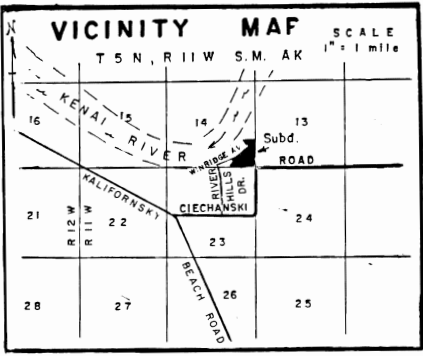 N
VICINITY MAP
SCALE
1" = 1 mile
T 5 N, R 11 W S.M. AK
KENAI RIVER
16
15
14
13
Subd.
WINRIDGE AV
ROAD
KALIFORNSKY
RIVER HILLS DR.
CIECHANSKI
21
R 12 W
R 11 W
22
23
24
BEACH ROAD
28
27
26
25